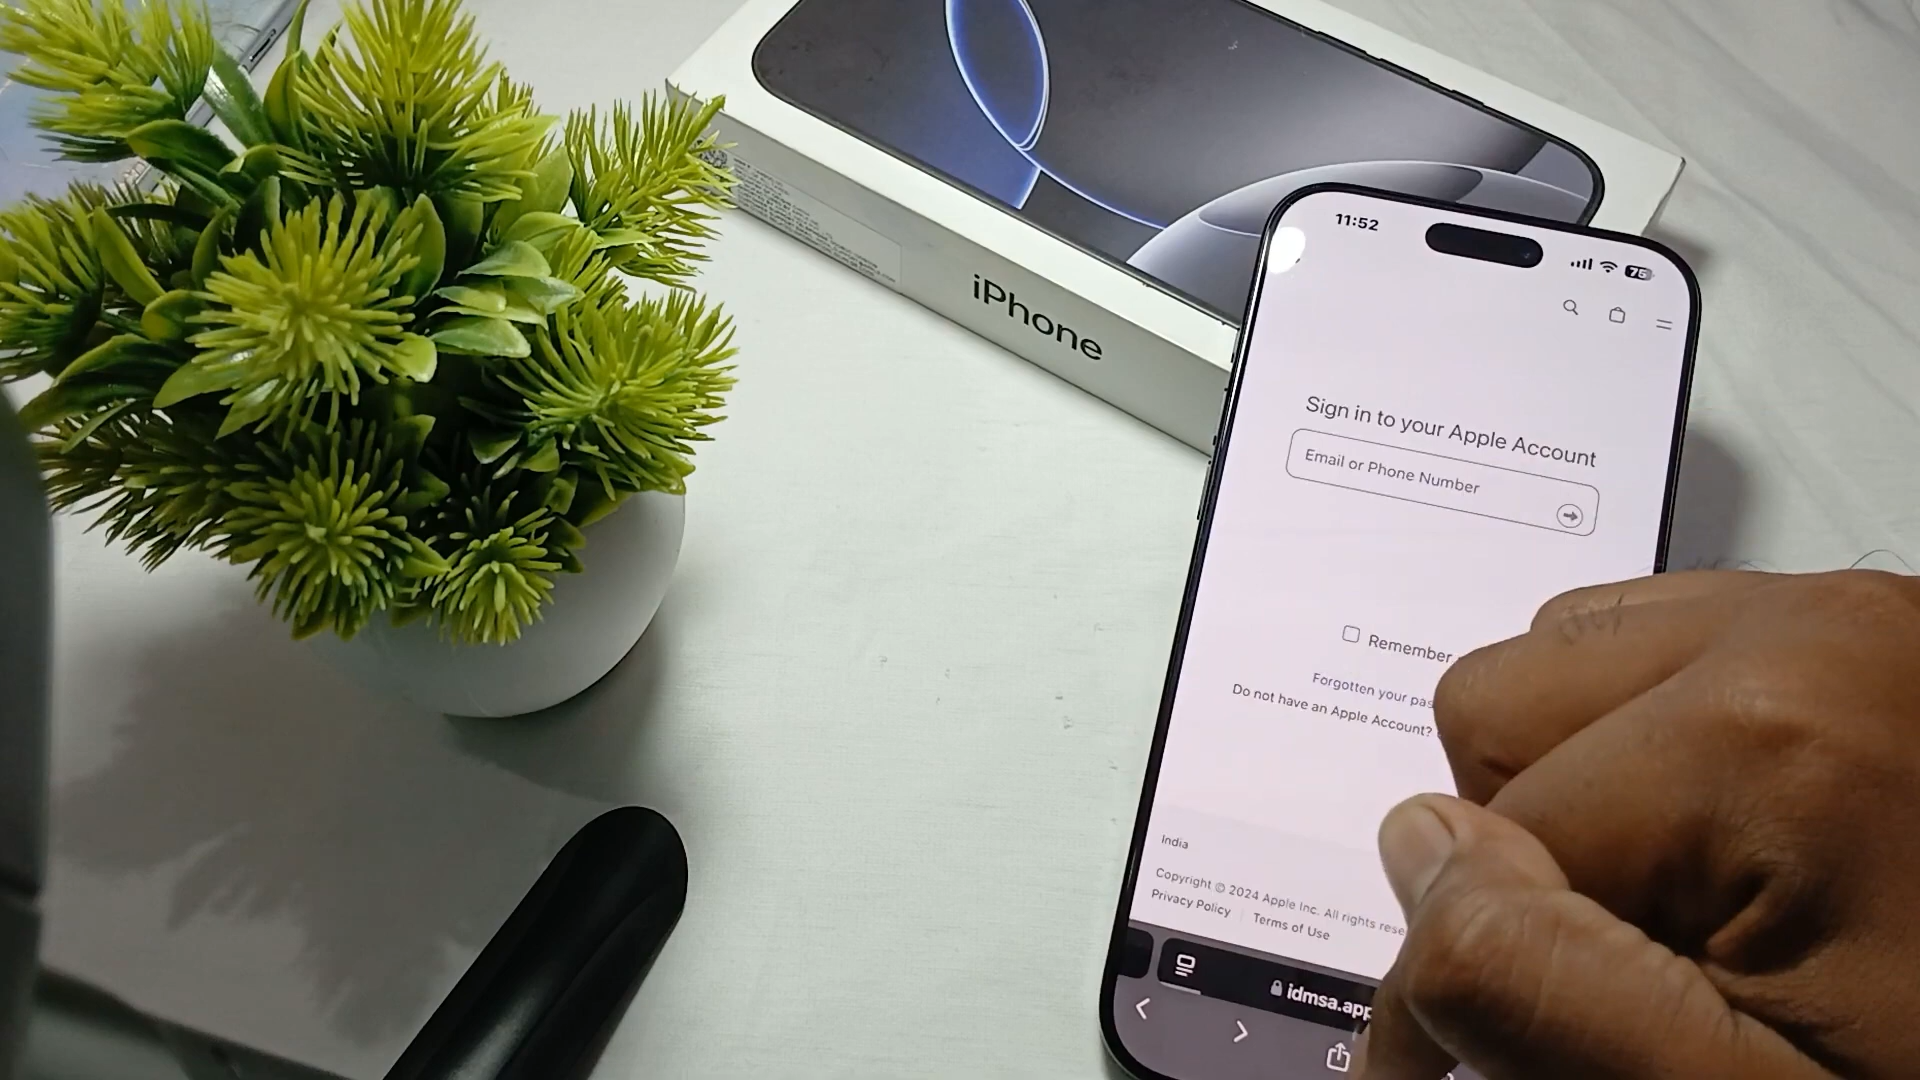 iPhone
11:52
75
Sign in to your Apple Account
Email or Phone Number
Remember
Forgotten your pas
Do not have an Apple Account?
India
Copyright © 2024 Apple Inc. All rights rese
Privacy Policy
Terms of Use
idmsa.app